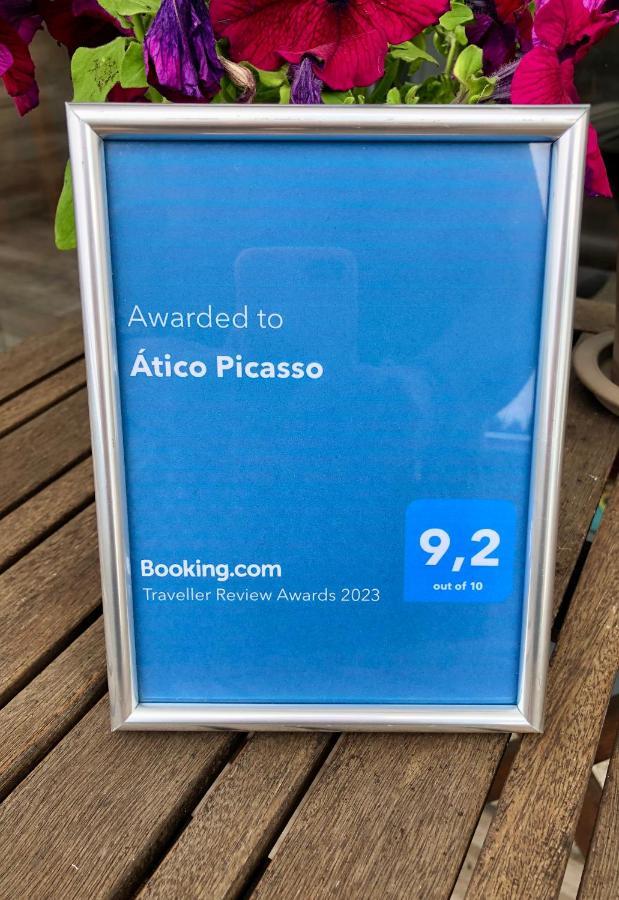 Awarded to
Ático Picasso
9,2
out of 10
Booking.com
Traveller Review Awards 2023